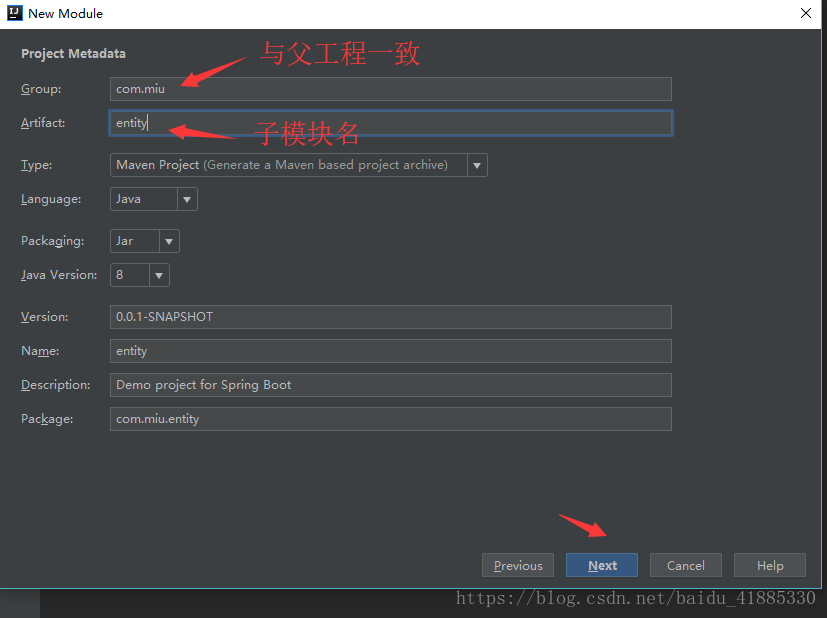 New Module
Project Metadata
与父工程一致
Group: com.miu
Artifact: entity
子模块名
Type: Maven Project (Generate a Maven based project archive)
Language: Java
Packaging: Jar
Java Version: 8
Version: 0.0.1-SNAPSHOT
Name: entity
Description: Demo project for Spring Boot
Package: com.miu.entity
Previous Next Cancel Help
https://blog.csdn.net/baidu_41885330